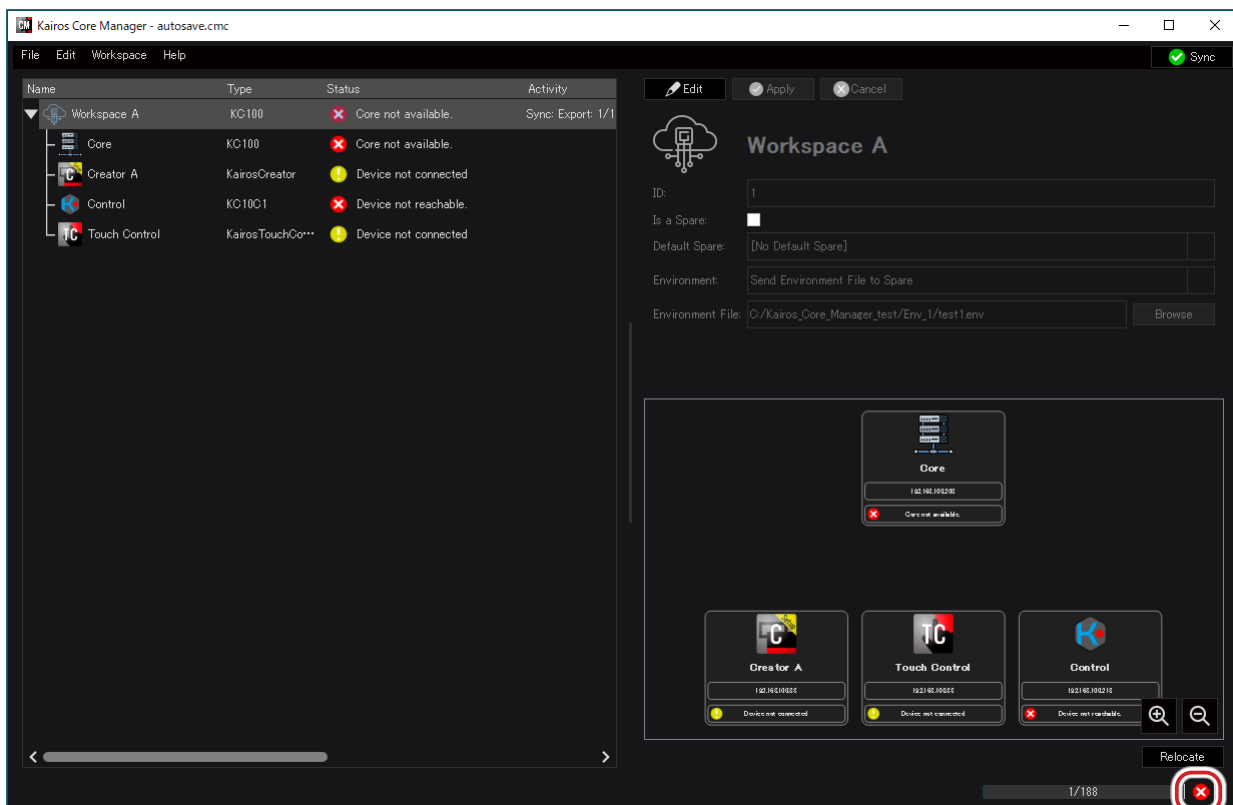 Kairos Core Manager - autosave.cmc
File Edit Workspace Help
Sync
Name Type Status Activity
Workspace A KC100 Core not available. Sync: Export: 1/1
Core KC100 Core not available.
Creator A KairosCreator Device not connected
Control KC10C1 Device not reachable.
Touch Control KairosTouchCo⋯ Device not connected
Edit Apply Cancel
Workspace A
ID: 1
Is a Spare:
Default Spare: [No Default Spare]
Environment: Send Environment File to Spare
Environment File: C:/Kairos_Core_Manager_test/Env_1/test1.env Browse
Core
Core not available.
Creator A
Device not connected
Touch Control
Device not connected
Control
Device not reachable.
Relocate
1/188